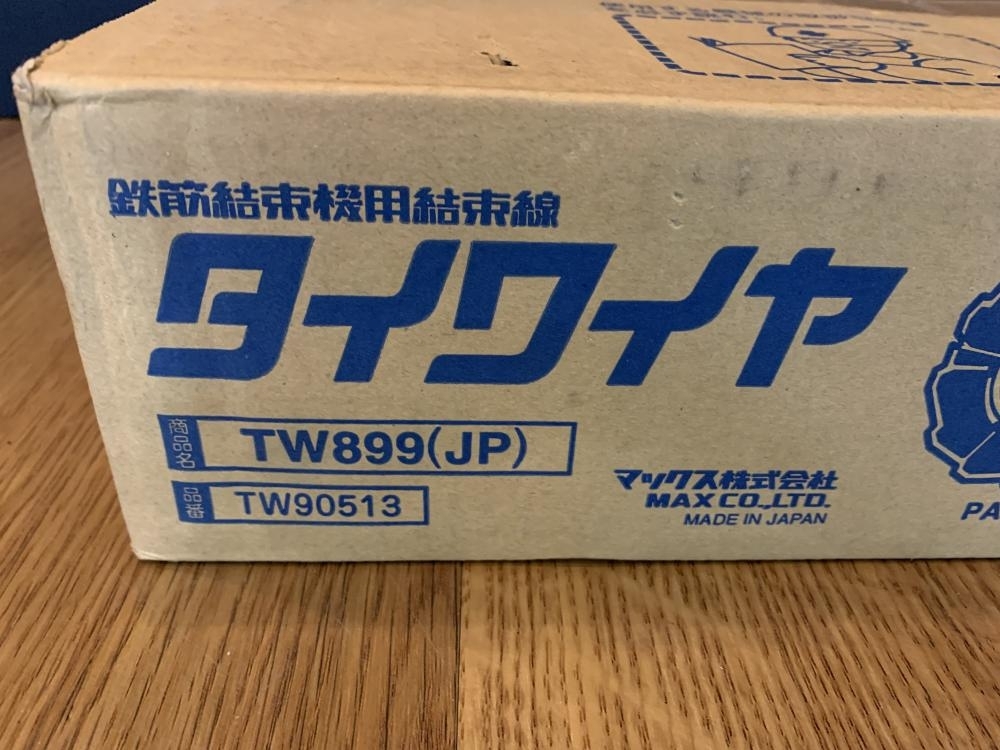 鉄筋結束機用結束線
タイワイヤ
商品名 TW899(JP)
品番 TW90513
マックス株式会社
MAX CO.,LTD.
MADE IN JAPAN
PA